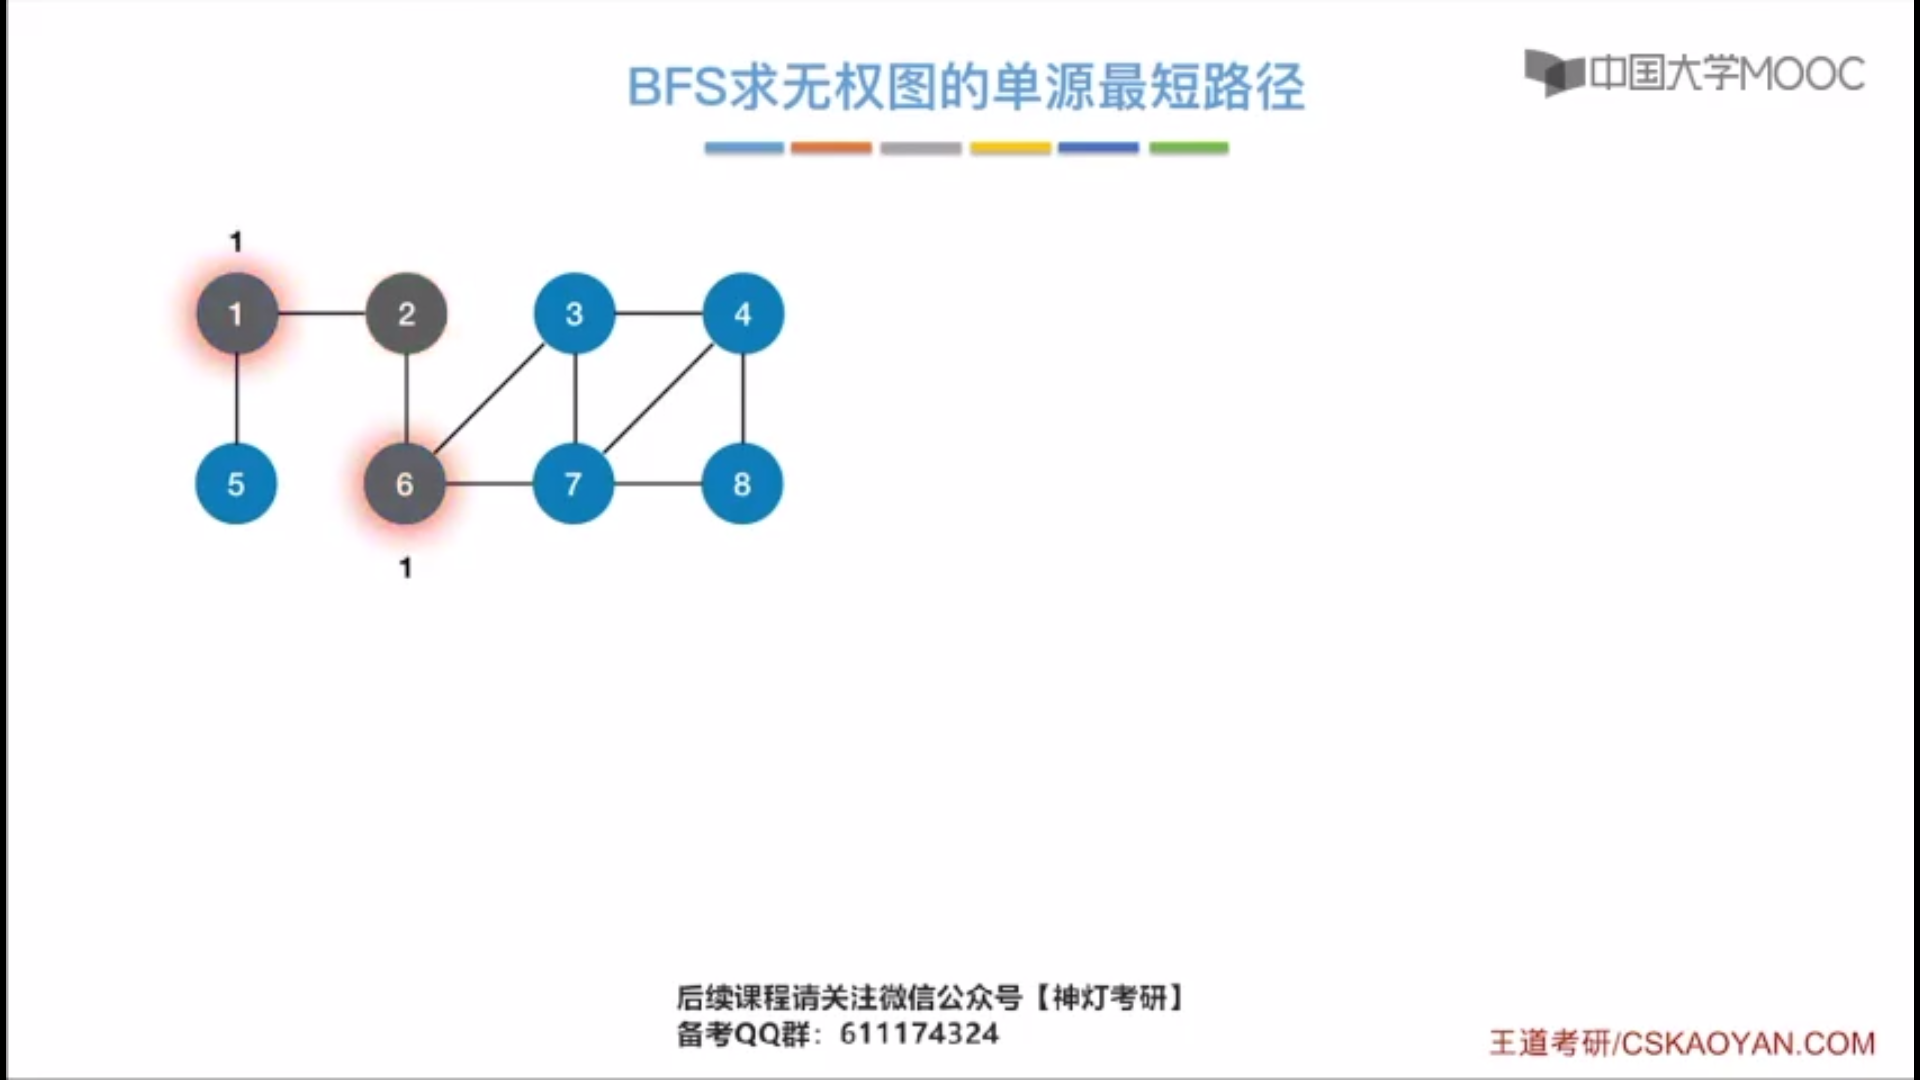 BFS求无权图的单源最短路径
中国大学MOOC
1
1 2 3 4
5 6 7 8
1
后续课程请关注微信公众号【神灯考研】
备考QQ群：611174324
王道考研/CSKAOYAN.COM